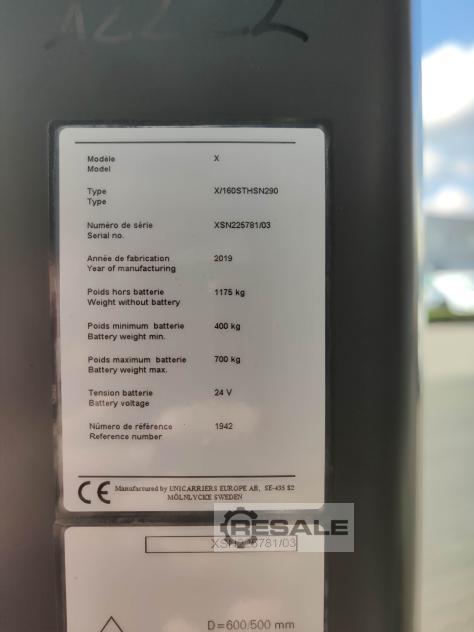 Modèle X
Model
Type X/160STHSN290
Type
Numéro de série XSN225781/03
Serial no.
Année de fabrication 2019
Year of manufacturing
Poids hors batterie 1175 kg
Weight without battery
Poids minimum batterie 400 kg
Battery weight min.
Poids maximum batterie 700 kg
Battery weight max.
Tension batterie 24 V
Battery voltage
Número de référence 1942
Reference number
CE Manufactured by UNICARRIERS EUROPE AB, SE-435 82
MÖLNLYCKE SWEDEN
RESALE
D=600/500 mm